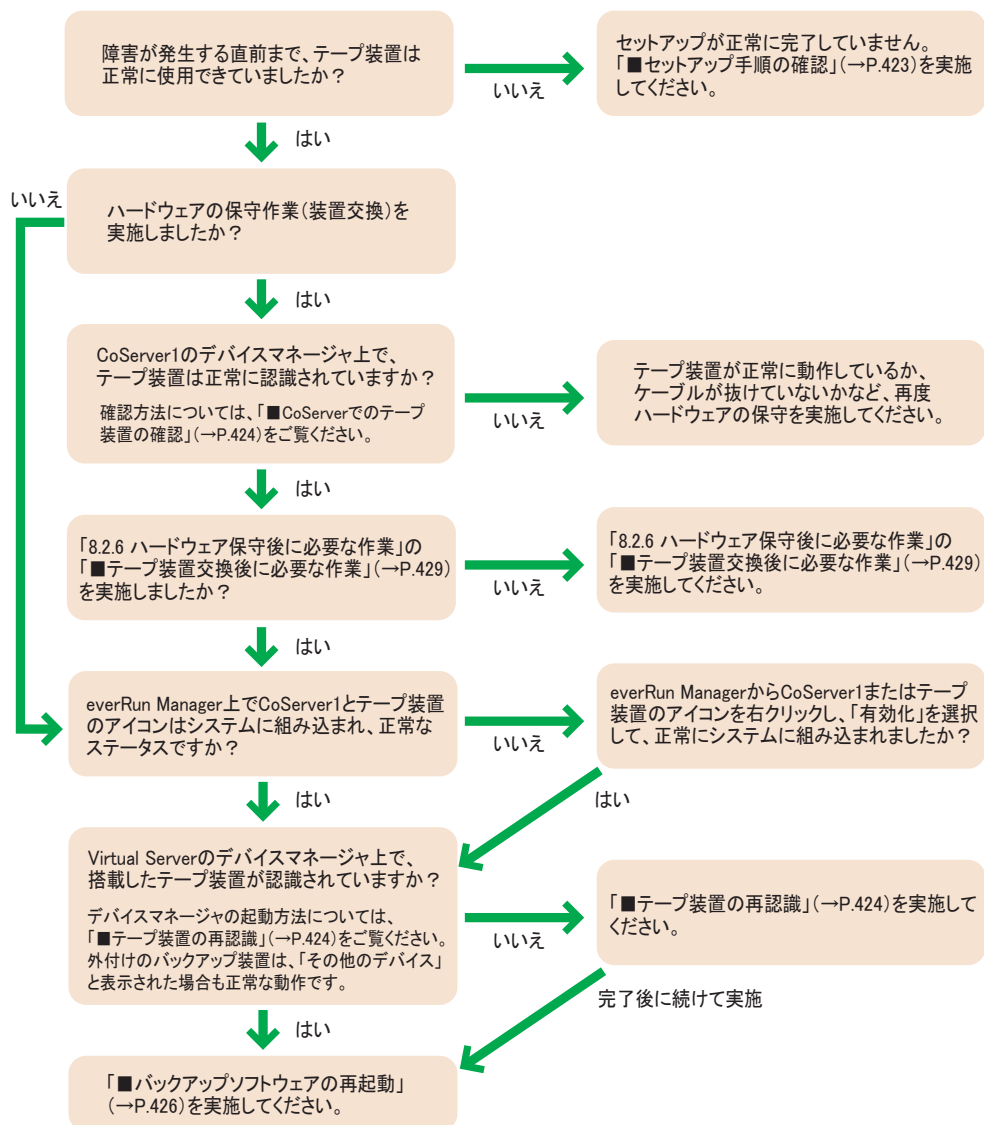 障害が発生する直前まで、テープ装置は
正常に使用できていましたか？
いいえ
セットアップが正常に完了していません。
「■セットアップ手順の確認」（→P.423）を実施
してください。
はい
いいえ
ハードウェアの保守作業（装置交換）を
実施しましたか？
はい
CoServer1のデバイスマネージャ上で、
テープ装置は正常に認識されていますか？
確認方法については、「■CoServerでのテープ
装置の確認」（→P.424）をご覧ください。
いいえ
テープ装置が正常に動作しているか、
ケーブルが抜けていないかなど、再度
ハードウェアの保守を実施してください。
はい
「8.2.6 ハードウェア保守後に必要な作業」の
「■テープ装置交換後に必要な作業」（→P.429）
を実施しましたか？
いいえ
「8.2.6 ハードウェア保守後に必要な作業」の
「■テープ装置交換後に必要な作業」（→P.429）
を実施してください。
はい
everRun Manager上でCoServer1とテープ装置
のアイコンはシステムに組み込まれ、正常な
ステータスですか？
いいえ
everRun ManagerからCoServer1またはテープ
装置のアイコンを右クリックし、「有効化」を選択
して、正常にシステムに組み込まれましたか？
はい
はい
Virtual Serverのデバイスマネージャ上で、
搭載したテープ装置が認識されていますか？
デバイスマネージャの起動方法については、
「■テープ装置の再認識」（→P.424）をご覧ください。
外付けのバックアップ装置は、「その他のデバイス」
と表示された場合も正常な動作です。
いいえ
「■テープ装置の再認識」（→P.424）を実施して
ください。
完了後に続けて実施
はい
「■バックアップソフトウェアの再起動」
（→P.426）を実施してください。